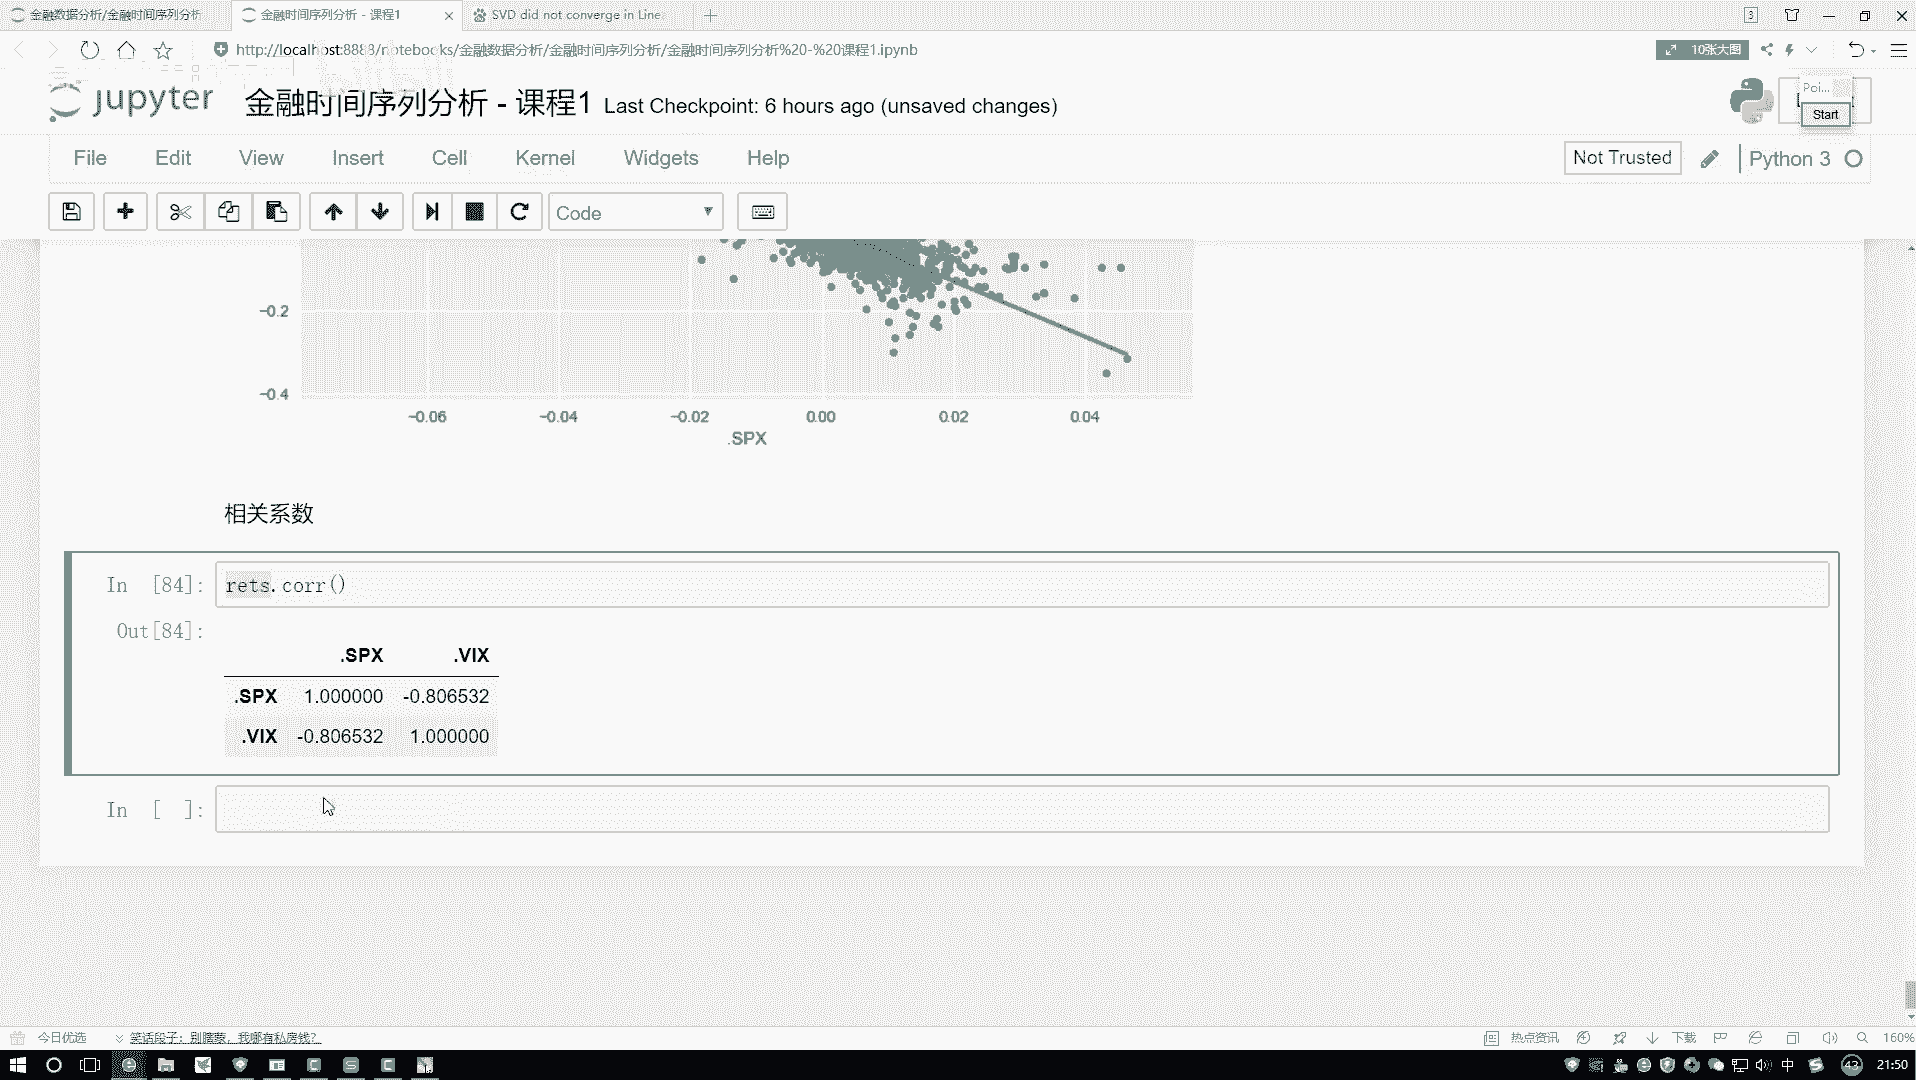 金融数据分析/金融时间序列分析
金融时间序列分析 - 课程1
SVD did not converge in Line
3
http://localhost:8888/notebooks/金融数据分析/金融时间序列分析/金融时间序列分析%20-%20课程1.ipynb
10张大图
jupyter
金融时间序列分析 - 课程1 Last Checkpoint: 6 hours ago (unsaved changes)
Poi...
Start
File Edit View Insert Cell Kernel Widgets Help
Not Trusted
Python 3
Code
−0.2
−0.4
−0.06 −0.04 −0.02 0.00 0.02 0.04
.SPX
相关系数
In [84]: rets.corr()
Out[84]:
.SPX .VIX
.SPX 1.000000 -0.806532
.VIX -0.806532 1.000000
In [ ]:
今日优选
笑话段子：别瞎蒙，我哪有私房钱？
热点资讯
下载
160%
中
43
21:50